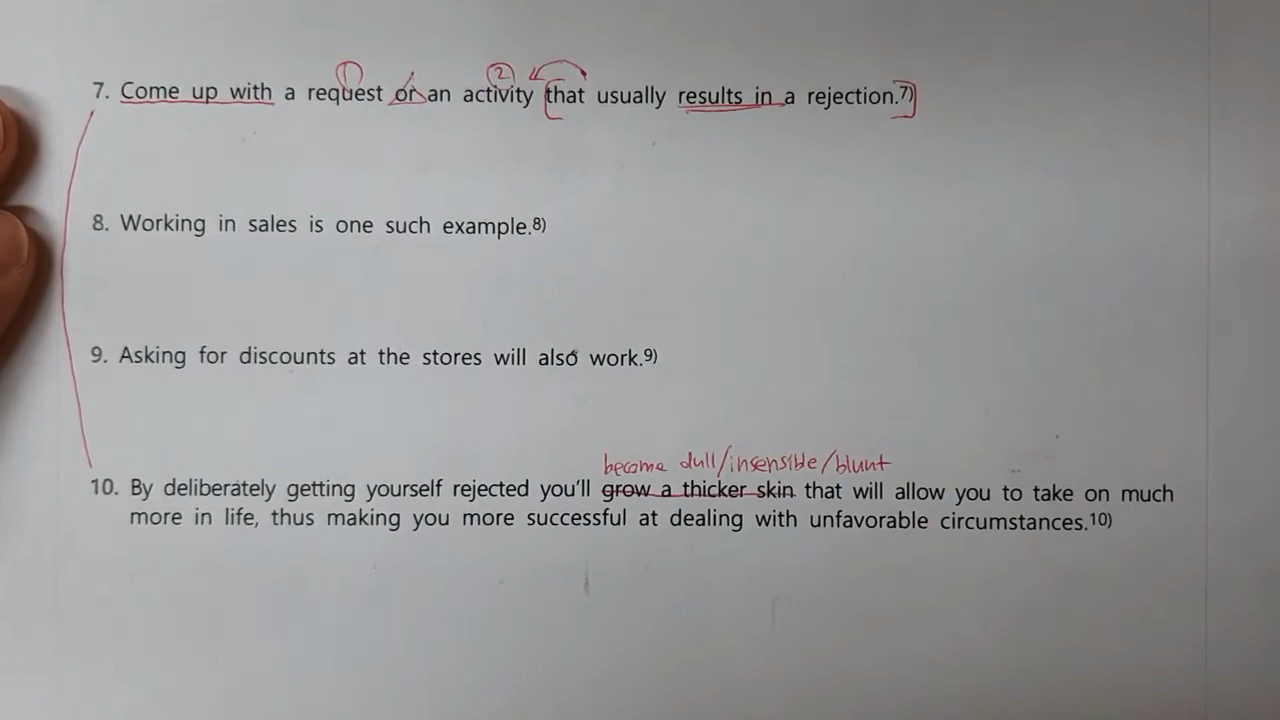 ① ②
7. Come up with a request or an activity that usually results in a rejection.7)
8. Working in sales is one such example.8)
9. Asking for discounts at the stores will also work.9)
become dull/insensible/blunt
10. By deliberately getting yourself rejected you'll grow a thicker skin that will allow you to take on much
more in life, thus making you more successful at dealing with unfavorable circumstances.10)